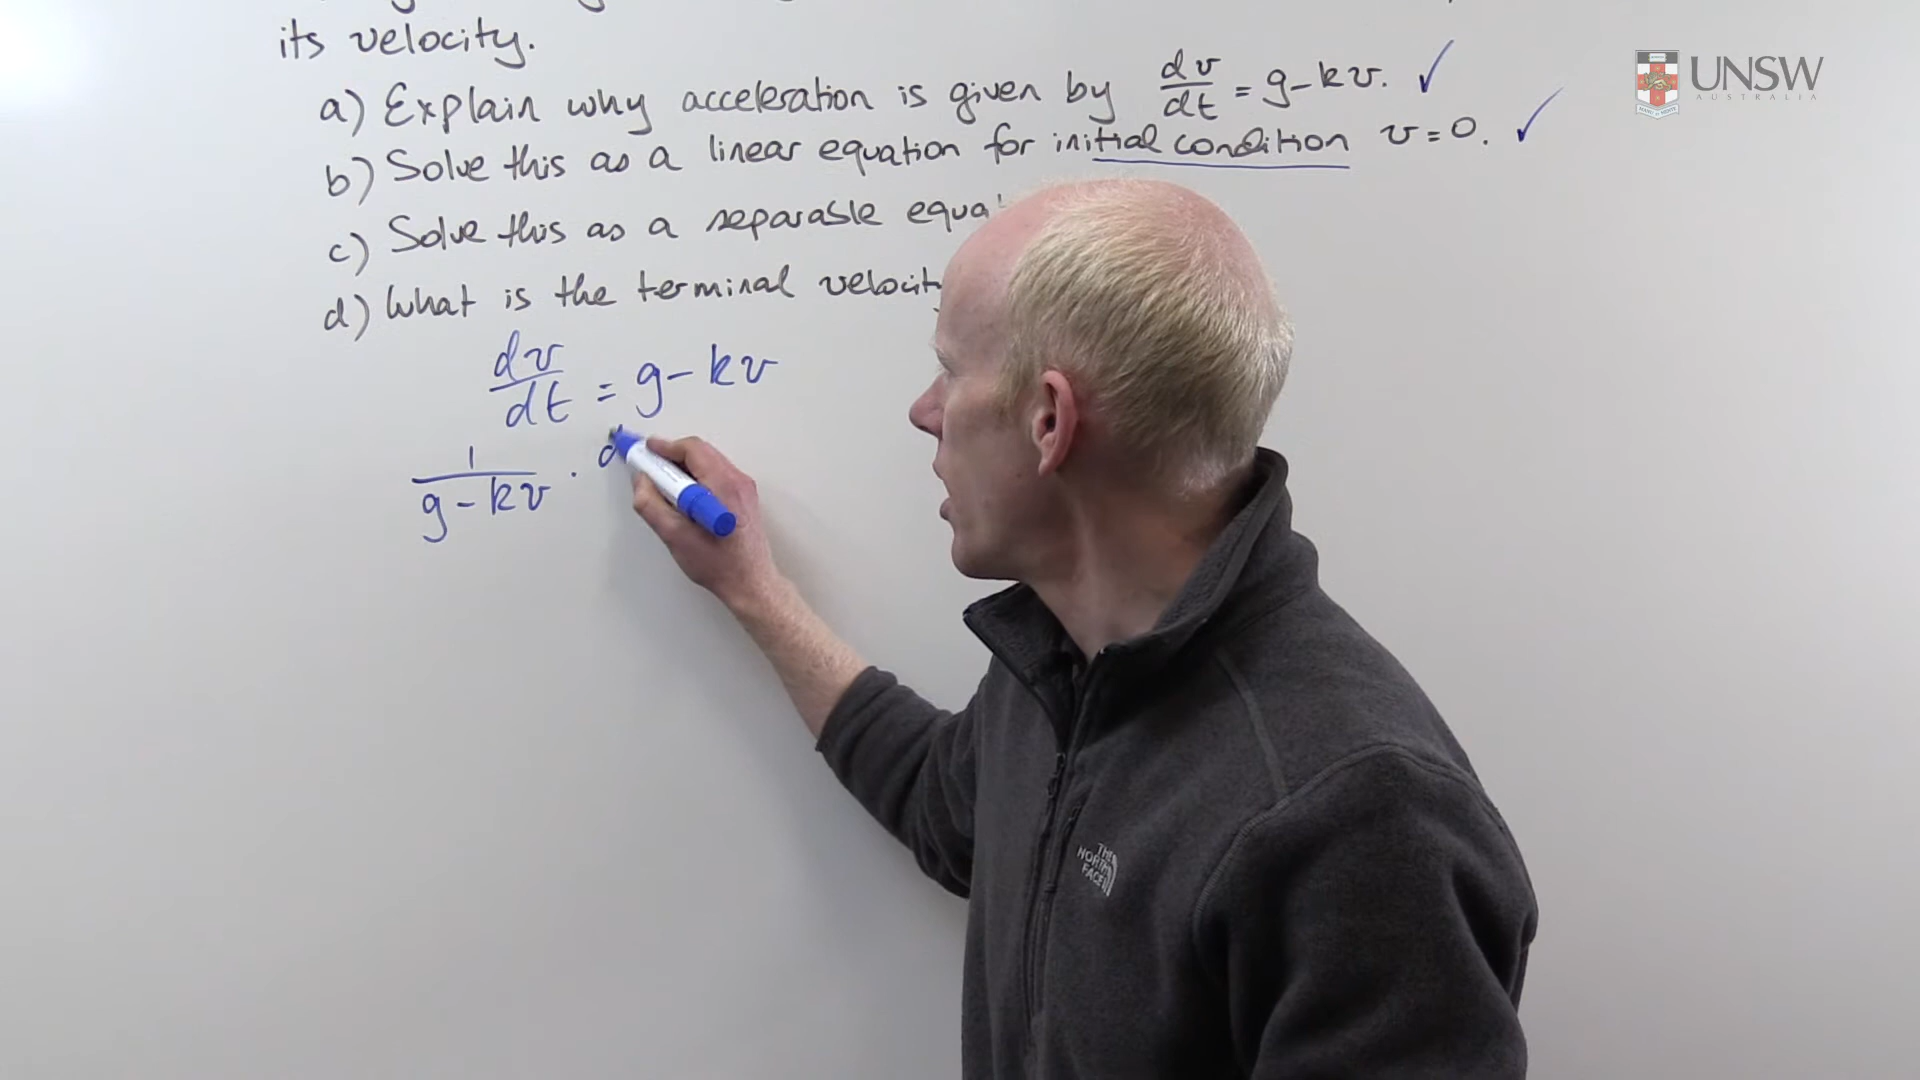 its velocity.
a) Explain why acceleration is given by dv/dt = g-kv. ✓
b) Solve this as a linear equation for initial condition v=0. ✓
c) Solve this as a separable equa
d) What is the terminal velocity
dv/dt = g-kv
1/(g-kv) · d
UNSW
AUSTRALIA
THE
NORTH
FACE